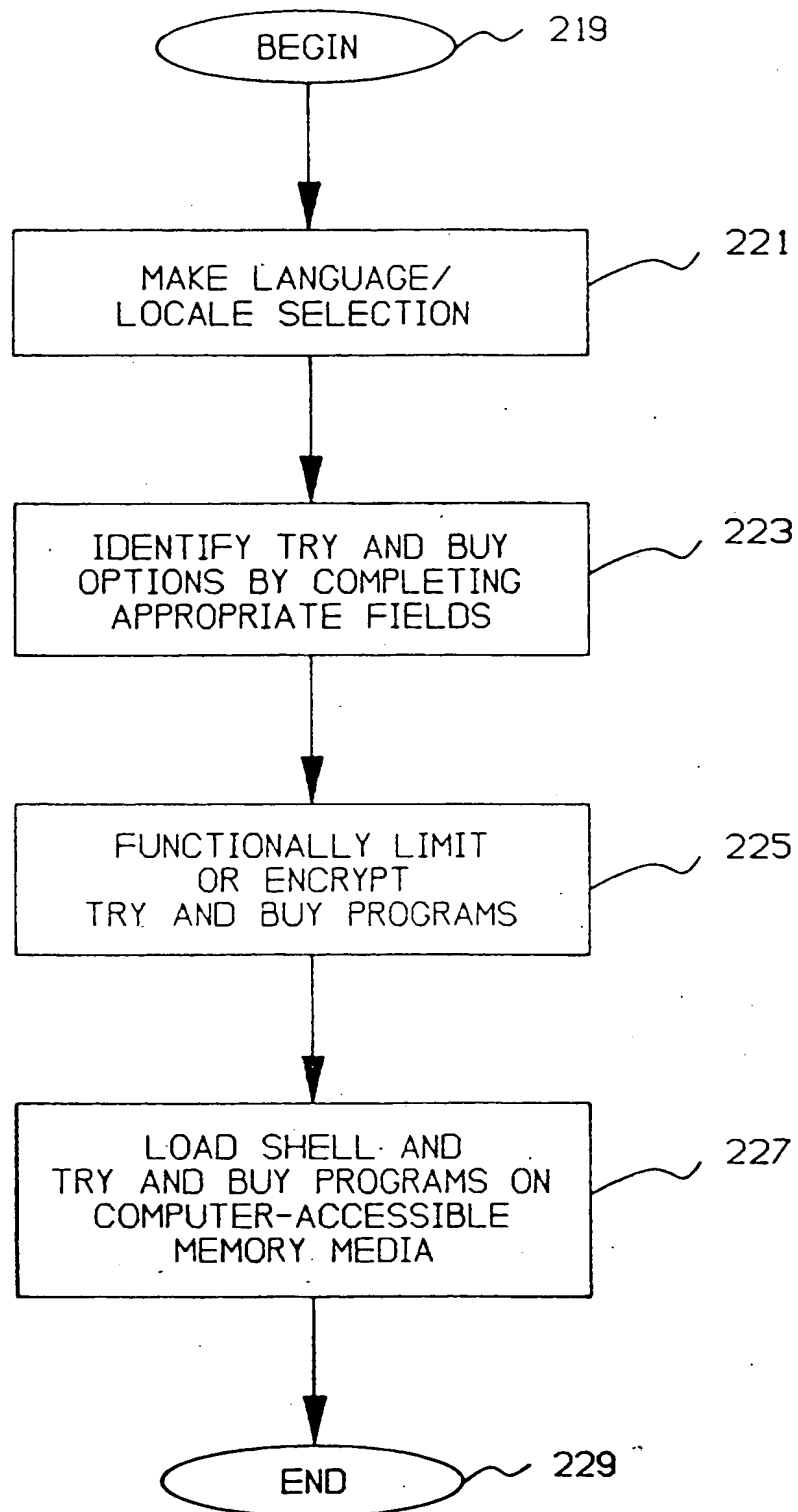 BEGIN
219
221
MAKE LANGUAGE/
LOCALE SELECTION
223
IDENTIFY TRY AND BUY
OPTIONS BY COMPLETING
APPROPRIATE FIELDS
225
FUNCTIONALLY LIMIT
OR ENCRYPT
TRY AND BUY PROGRAMS
227
LOAD SHELL AND
TRY AND BUY PROGRAMS ON
COMPUTER-ACCESSIBLE
MEMORY MEDIA
END
229